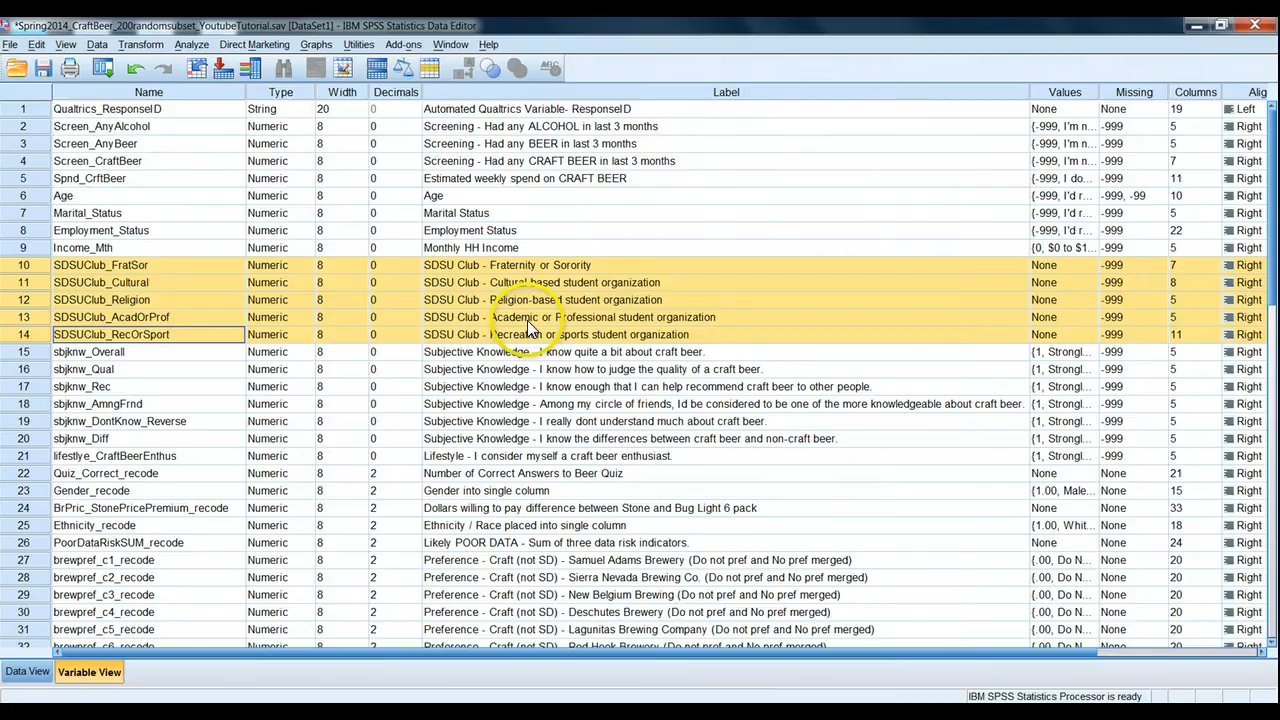 *Spring2014_CraftBeer_200randomsubset_YoutubeTutorial.sav [DataSet1] - IBM SPSS Statistics Data Editor
File Edit View Data Transform Analyze Direct Marketing Graphs Utilities Add-ons Window Help
Name Type Width Decimals Label Values Missing Columns Alig
1 Qualtrics_ResponseID String 20 0 Automated Qualtrics Variable- ResponseID None None 19 Left
2 Screen_AnyAlcohol Numeric 8 0 Screening - Had any ALCOHOL in last 3 months {-999, I'm n... -999 5 Right
3 Screen_AnyBeer Numeric 8 0 Screening - Had any BEER in last 3 months {-999, I'm n... -999 5 Right
4 Screen_CraftBeer Numeric 8 0 Screening - Had any CRAFT BEER in last 3 months {-999, I'm n... -999 7 Right
5 Spnd_CrftBeer Numeric 8 0 Estimated weekly spend on CRAFT BEER {-999, I do... -999 11 Right
6 Age Numeric 8 0 Age {-999, I'd r... -999, -99 10 Right
7 Marital_Status Numeric 8 0 Marital Status {-999, I'd r... -999 5 Right
8 Employment_Status Numeric 8 0 Employment Status {-999, I'd r... -999 22 Right
9 Income_Mth Numeric 8 0 Monthly HH Income {0, $0 to $1... -999 5 Right
10 SDSUClub_FratSor Numeric 8 0 SDSU Club - Fraternity or Sorority None -999 7 Right
11 SDSUClub_Cultural Numeric 8 0 SDSU Club - Cultural-based student organization None -999 8 Right
12 SDSUClub_Religion Numeric 8 0 SDSU Club - Religion-based student organization None -999 5 Right
13 SDSUClub_AcadOrProf Numeric 8 0 SDSU Club - Academic or Professional student organization None -999 5 Right
14 SDSUClub_RecOrSport Numeric 8 0 SDSU Club - Recreation or sports student organization None -999 11 Right
15 sbjknw_Overall Numeric 8 0 Subjective Knowledge - I know quite a bit about craft beer. {1, Strongl... -999 5 Right
16 sbjknw_Qual Numeric 8 0 Subjective Knowledge - I know how to judge the quality of a craft beer. {1, Strongl... -999 5 Right
17 sbjknw_Rec Numeric 8 0 Subjective Knowledge - I know enough that I can help recommend craft beer to other people. {1, Strongl... -999 5 Right
18 sbjknw_AmngFrnd Numeric 8 0 Subjective Knowledge - Among my circle of friends, Id be considered to be one of the more knowledgeable about craft beer. {1, Strongl... -999 5 Right
19 sbjknw_DontKnow_Reverse Numeric 8 0 Subjective Knowledge - I really dont understand much about craft beer. {1, Strongl... -999 5 Right
20 sbjknw_Diff Numeric 8 0 Subjective Knowledge - I know the differences between craft beer and non-craft beer. {1, Strongl... -999 5 Right
21 lifestlye_CraftBeerEnthus Numeric 8 0 Lifestyle - I consider myself a craft beer enthusiast. {1, Strongl... -999 5 Right
22 Quiz_Correct_recode Numeric 8 2 Number of Correct Answers to Beer Quiz None None 21 Right
23 Gender_recode Numeric 8 2 Gender into single column {1.00, Male... None 15 Right
24 BrPric_StonePricePremium_recode Numeric 8 2 Dollars willing to pay difference between Stone and Bug Light 6 pack None None 33 Right
25 Ethnicity_recode Numeric 8 2 Ethnicity / Race placed into single column {1.00, Whit... None 18 Right
26 PoorDataRiskSUM_recode Numeric 8 2 Likely POOR DATA - Sum of three data risk indicators. None None 24 Right
27 brewpref_c1_recode Numeric 8 2 Preference - Craft (not SD) - Samuel Adams Brewery (Do not pref and No pref merged) {.00, Do N... None 20 Right
28 brewpref_c2_recode Numeric 8 2 Preference - Craft (not SD) - Sierra Nevada Brewing Co. (Do not pref and No pref merged) {.00, Do N... None 20 Right
29 brewpref_c3_recode Numeric 8 2 Preference - Craft (not SD) - New Belgium Brewing (Do not pref and No pref merged) {.00, Do N... None 20 Right
30 brewpref_c4_recode Numeric 8 2 Preference - Craft (not SD) - Deschutes Brewery (Do not pref and No pref merged) {.00, Do N... None 20 Right
31 brewpref_c5_recode Numeric 8 2 Preference - Craft (not SD) - Lagunitas Brewing Company (Do not pref and No pref merged) {.00, Do N... None 20 Right
32 brewpref_c6_recode Numeric 8 2 Preference - Craft (not SD) - Red Hook Brewery (Do not pref and No pref merged) {.00, Do N... None 20 Right
Data View Variable View
IBM SPSS Statistics Processor is ready